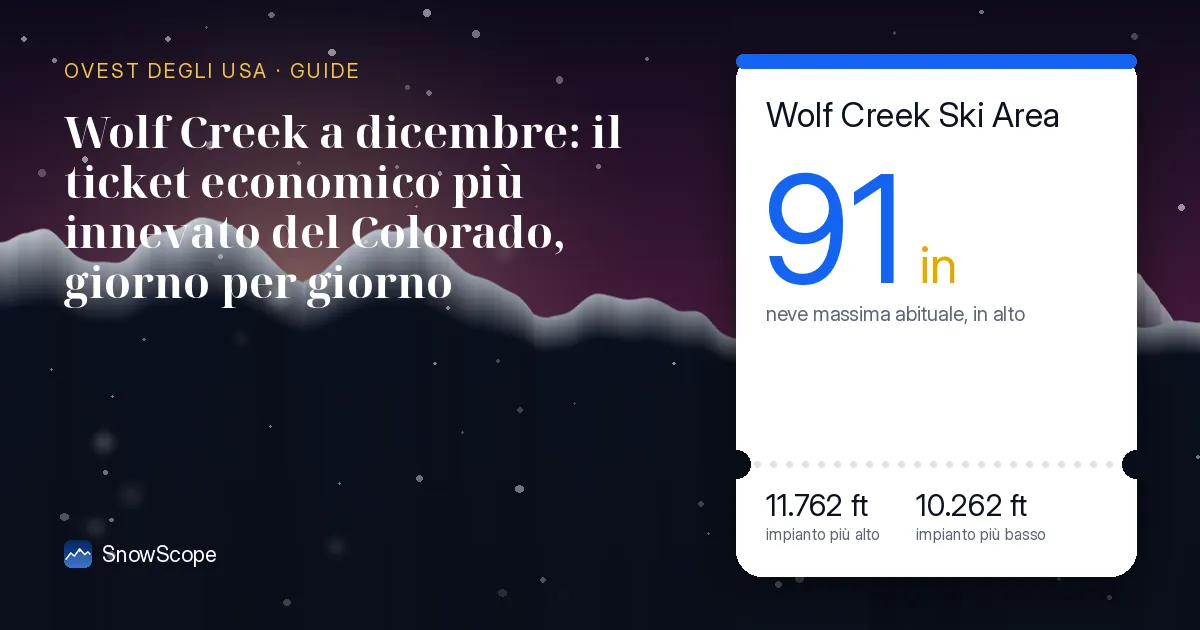 OVEST DEGLI USA · GUIDE
Wolf Creek a dicembre: il
ticket economico più
innevato del Colorado,
giorno per giorno
SnowScope
Wolf Creek Ski Area
91 in
neve massima abituale, in alto
11.762 ft
impianto più alto
10.262 ft
impianto più basso